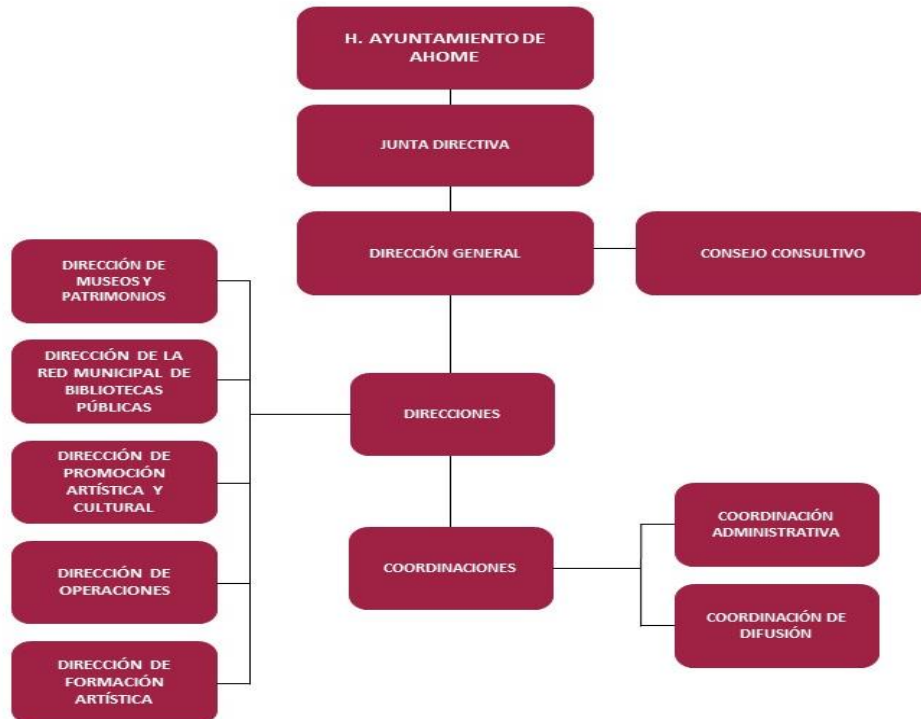 H. AYUNTAMIENTO DE
AHOME
JUNTA DIRECTIVA
DIRECCIÓN GENERAL
CONSEJO CONSULTIVO
DIRECCIÓN DE
MUSEOS Y
PATRIMONIOS
DIRECCIÓN DE LA
RED MUNICIPAL DE
BIBLIOTECAS
PÚBLICAS
DIRECCIONES
DIRECCIÓN DE
PROMOCIÓN
ARTÍSTICA Y
CULTURAL
DIRECCIÓN DE
OPERACIONES
DIRECCIÓN DE
FORMACIÓN
ARTÍSTICA
COORDINACIONES
COORDINACIÓN
ADMINISTRATIVA
COORDINACIÓN DE
DIFUSIÓN